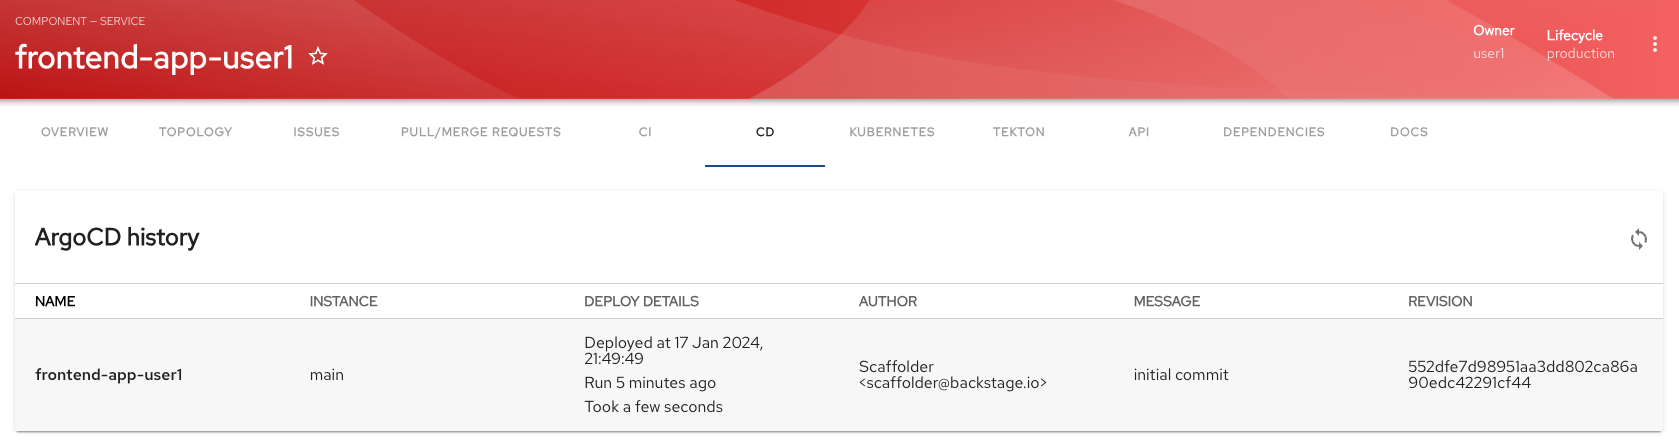 COMPONENT — SERVICE
frontend-app-user1
Owner
user1
Lifecycle
production
OVERVIEW
TOPOLOGY
ISSUES
PULL/MERGE REQUESTS
CI
CD
KUBERNETES
TEKTON
API
DEPENDENCIES
DOCS
ArgoCD history
NAME
INSTANCE
DEPLOY DETAILS
AUTHOR
MESSAGE
REVISION
frontend-app-user1
main
Deployed at 17 Jan 2024,
21:49:49
Run 5 minutes ago
Took a few seconds
Scaffolder
<scaffolder@backstage.io>
initial commit
552dfe7d98951aa3dd802ca86a
90edc42291cf44